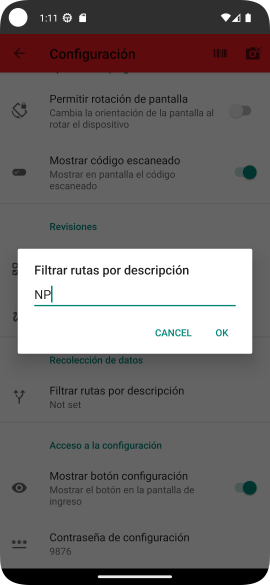 1:11
Configuración
Permitir rotación de pantalla
Cambia la orientación de la pantalla al
rotar el dispositivo
Mostrar código escaneado
Mostrar en pantalla el código
escaneado
Revisiones
Filtrar rutas por descripción
NP
CANCEL OK
Recolección de datos
Filtrar rutas por descripción
Not set
Acceso a la configuración
Mostrar botón configuración
Mostrar el botón en la pantalla de
ingreso
Contraseña de configuración
9876